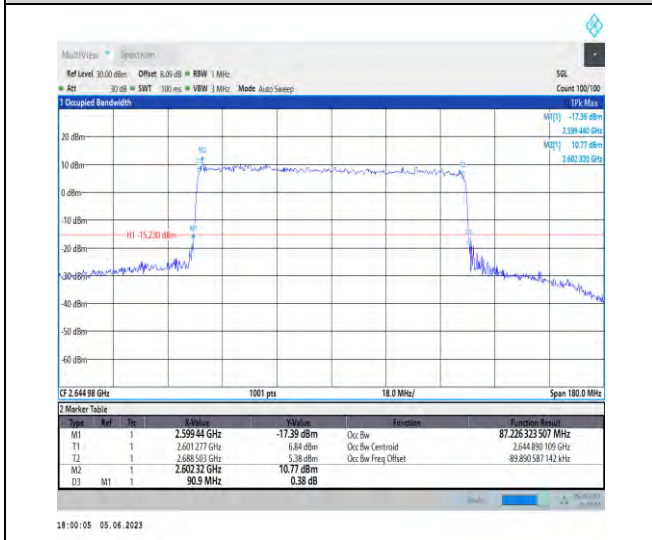 MultiView Spectrum
Ref Level 30.00 dBm Offset 8.09 dB RBW 1 MHz SGL
Att 30 dB SWT 100 ms VBW 3 MHz Mode Auto Sweep Count 100/100
1 Occupied Bandwidth 1Pk Max
M1[1] -17.39 dBm
2.599 440 GHz
M2[1] 10.77 dBm
2.602 320 GHz
20 dBm
10 dBm
0 dBm
-10 dBm
-20 dBm
-30 dBm
-40 dBm
-50 dBm
-60 dBm
M2
T1
T2
H1 -15.230 dBm
M1
D3
CF 2.644 98 GHz 1001 pts 18.0 MHz/ Span 180.0 MHz
2 Marker Table
Type Ref Trc X-Value Y-Value Function Function Result
M1 1 2.599 44 GHz -17.39 dBm Occ Bw 87.226 323 507 MHz
T1 1 2.601 277 GHz 6.84 dBm Occ Bw Centroid 2.644 890 109 GHz
T2 1 2.688 503 GHz 5.38 dBm Occ Bw Freq Offset -89.890 587 142 kHz
M2 1 2.602 32 GHz 10.77 dBm
D3 M1 1 90.9 MHz 0.38 dB
18:00:05 05.06.2023